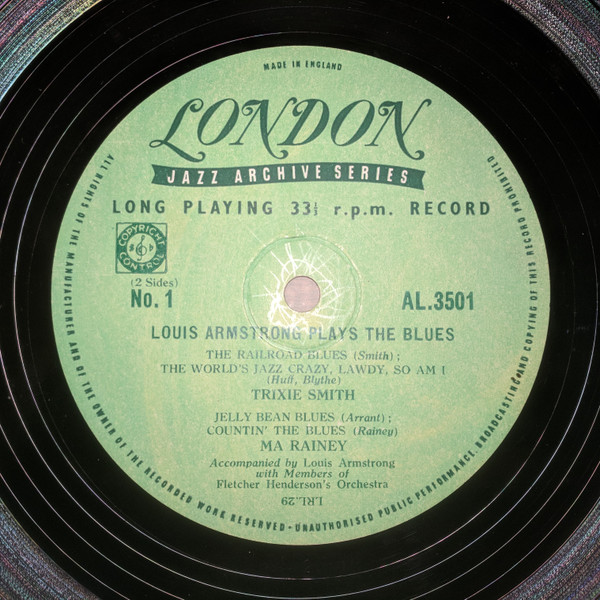 MADE IN ENGLAND
LONDON
JAZZ ARCHIVE SERIES
LONG PLAYING 33⅓ r.p.m. RECORD
COPYRIGHT
CONTROL
(2 Sides)
No. 1
AL.3501
LOUIS ARMSTRONG PLAYS THE BLUES
THE RAILROAD BLUES (Smith) ;
THE WORLD'S JAZZ CRAZY, LAWDY, SO AM I
(Huff, Blythe)
TRIXIE SMITH
JELLY BEAN BLUES (Arrant) ;
COUNTIN' THE BLUES (Rainey)
MA RAINEY
Accompanied by Louis Armstrong
with Members of
Fletcher Henderson's Orchestra
LRL.29
ALL RIGHTS OF THE MANUFACTURER AND OF THE OWNER OF THE RECORDED WORK RESERVED • UNAUTHORISED PUBLIC PERFORMANCE, BROADCASTING AND COPYING OF THIS RECORD PROHIBITED